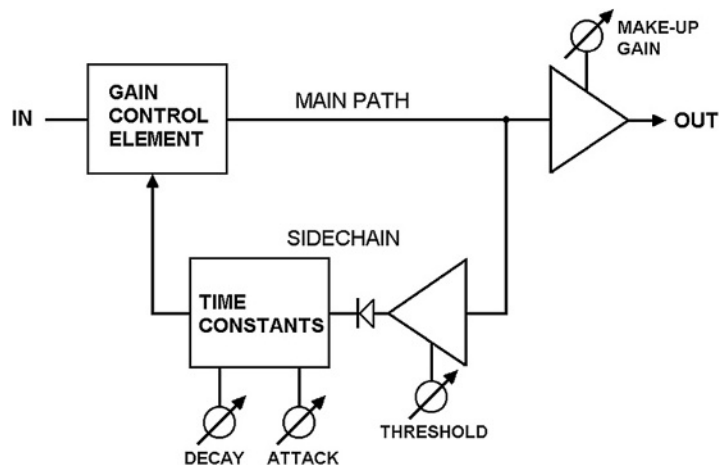 MAKE-UP
GAIN
GAIN
CONTROL
ELEMENT
IN
MAIN PATH
OUT
SIDECHAIN
TIME
CONSTANTS
THRESHOLD
DECAY
ATTACK